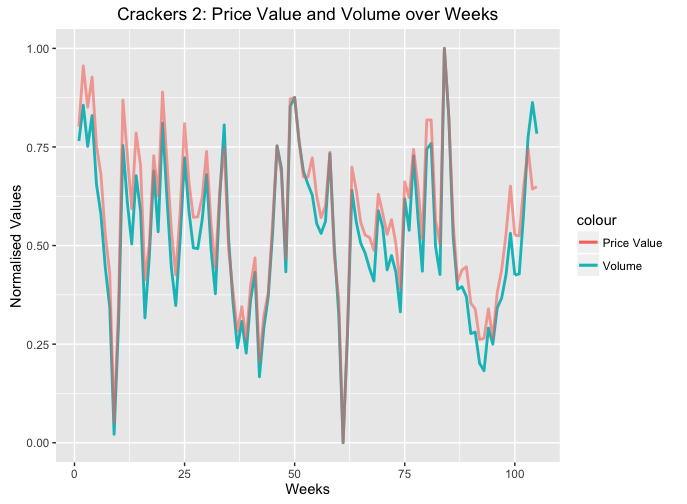 Crackers 2: Price Value and Volume over Weeks
Normalised Values
1.00
0.75
0.50
0.25
0.00
0
25
50
75
100
Weeks
colour
Price Value
Volume